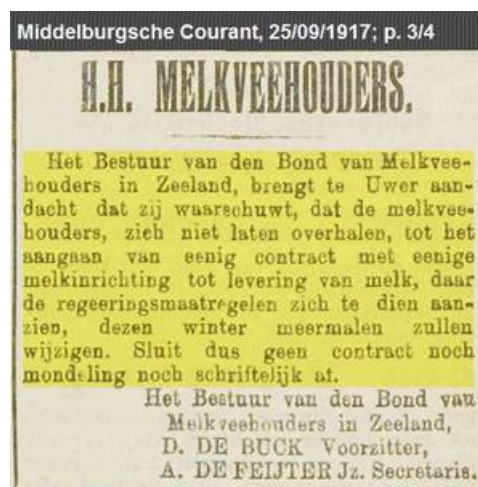 Middelburgsche Courant, 25/09/1917; p. 3/4
H.H. MELKVEEHOUDERS.
Het Bestuur van den Bond van Melkvee-
houders in Zeeland, brengt te Uwer aan-
dacht dat zij waarschuwt, dat de melkvee-
houders, zich niet laten overhalen, tot het
aangaan van eenig contract met eenige
melkinrichting tot levering van melk, daar
de regeeringsmaatregelen zich te dien aan-
zien, dezen winter meermalen zullen
wijzigen. Sluit dus geen contract noch
mondeling noch schriftelijk af.
Het Bestuur van den Bond van
Melkveehouders in Zeeland,
D. DE BUCK Voorzitter,
A. DE FEIJTER Jz. Secretaris.